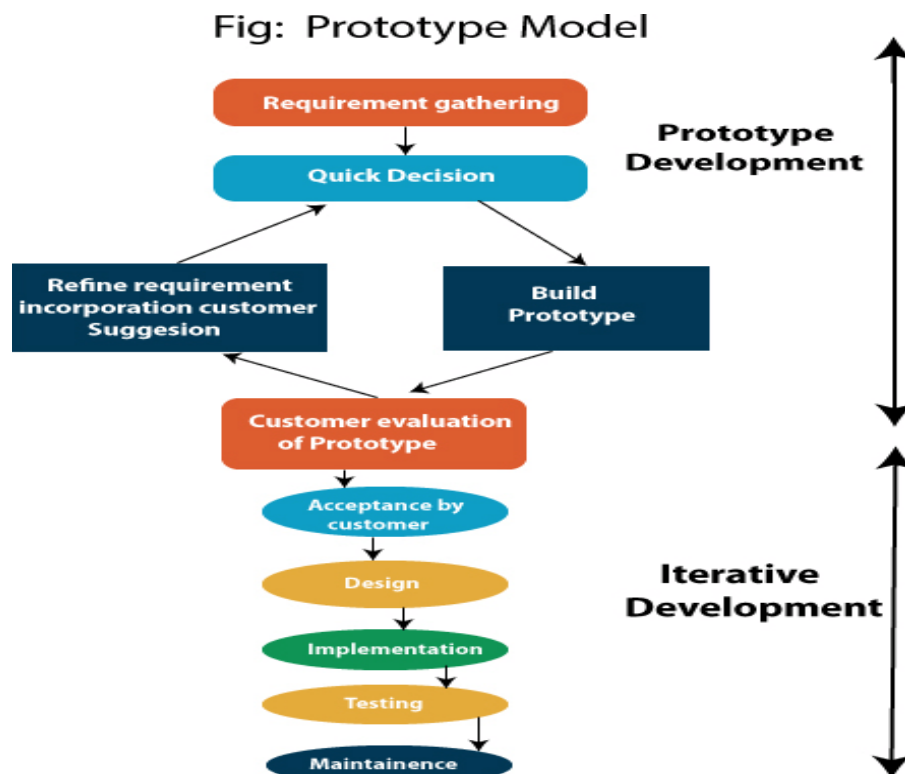 Fig: Prototype Model
Requirement gathering
Prototype
Development
Quick Decision
Refine requirement
incorporation customer
Suggesion
Build
Prototype
Customer evaluation
of Prototype
Acceptance by
customer
Design
Iterative
Development
Implementation
Testing
Maintainence